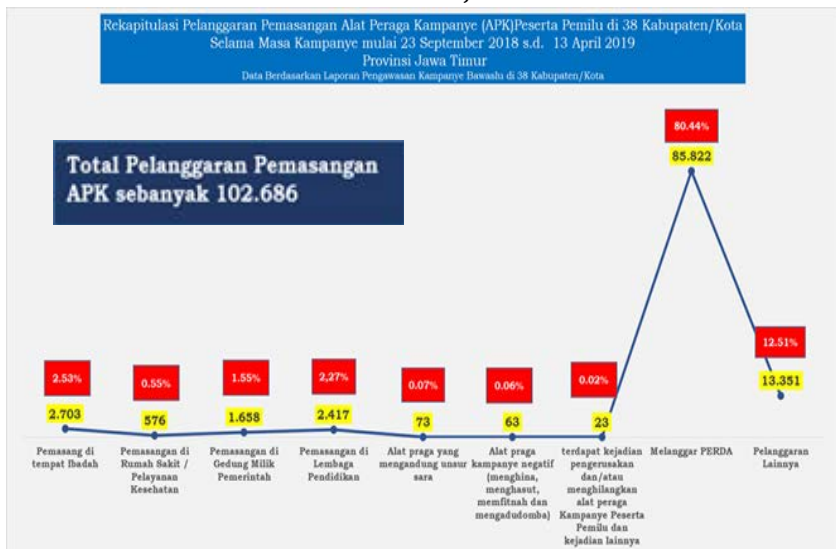 Rekapitulasi Pelanggaran Pemasangan Alat Peraga Kampanye (APK)Peserta Pemilu di 38 Kabupaten/Kota
Selama Masa Kampanye mulai 23 September 2018 s.d. 13 April 2019
Provinsi Jawa Timur
Data Berdasarkan Laporan Pengawasan Kampanye Bawaslu di 38 Kabupaten/Kota
Total Pelanggaran Pemasangan
APK sebanyak 102.686
80.44%
85.822
12.51%
13.351
2.53%
0.55%
1.55%
2,27%
0.07%
0.06%
0.02%
2.703
576
1.658
2.417
73
63
23
Pemasang di
tempat Ibadah
Pemasangan di
Rumah Sakit /
Pelayanan
Kesehatan
Pemasangan di
Gedung Milik
Pemerintah
Pemasangan di
Lembaga
Pendidikan
Alat praga yang
mengandung unsur
sara
Alat praga
kampanye negatif
(menghina,
menghasut,
memfitnah dan
mengadudomba)
terdapat kejadian
pengerusakan
dan/atau
menghilangkan
alat peraga
Kampanye Peserta
Pemilu dan
kejadian lainnya
Melanggar PERDA
Pelanggaran
Lainnya